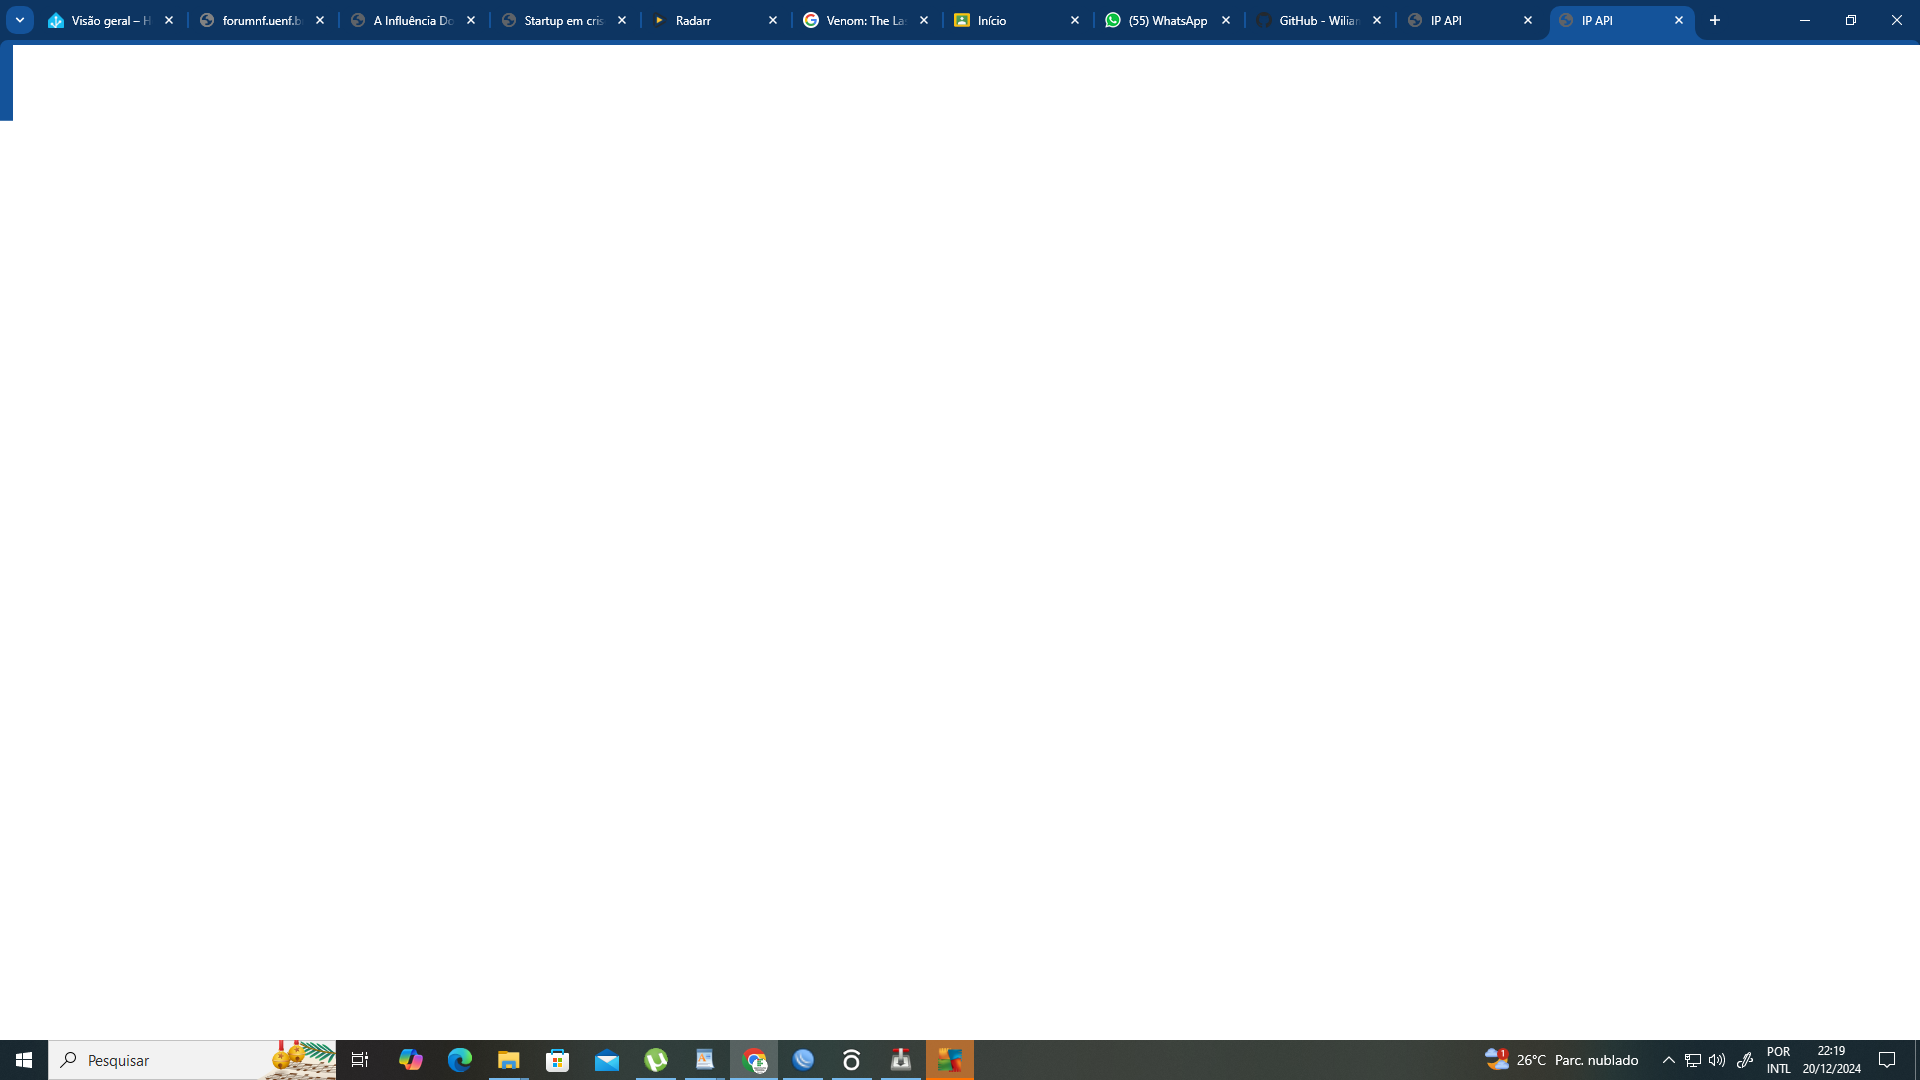 Visão geral – H
forumnf.uenf.b
A Influência Do
Startup em cris
Radarr
Venom: The La
Início
(55) WhatsApp
GitHub - Wilian
IP API
IP API
Pesquisar
1
26°C Parc. nublado
POR
INTL
22:19
20/12/2024